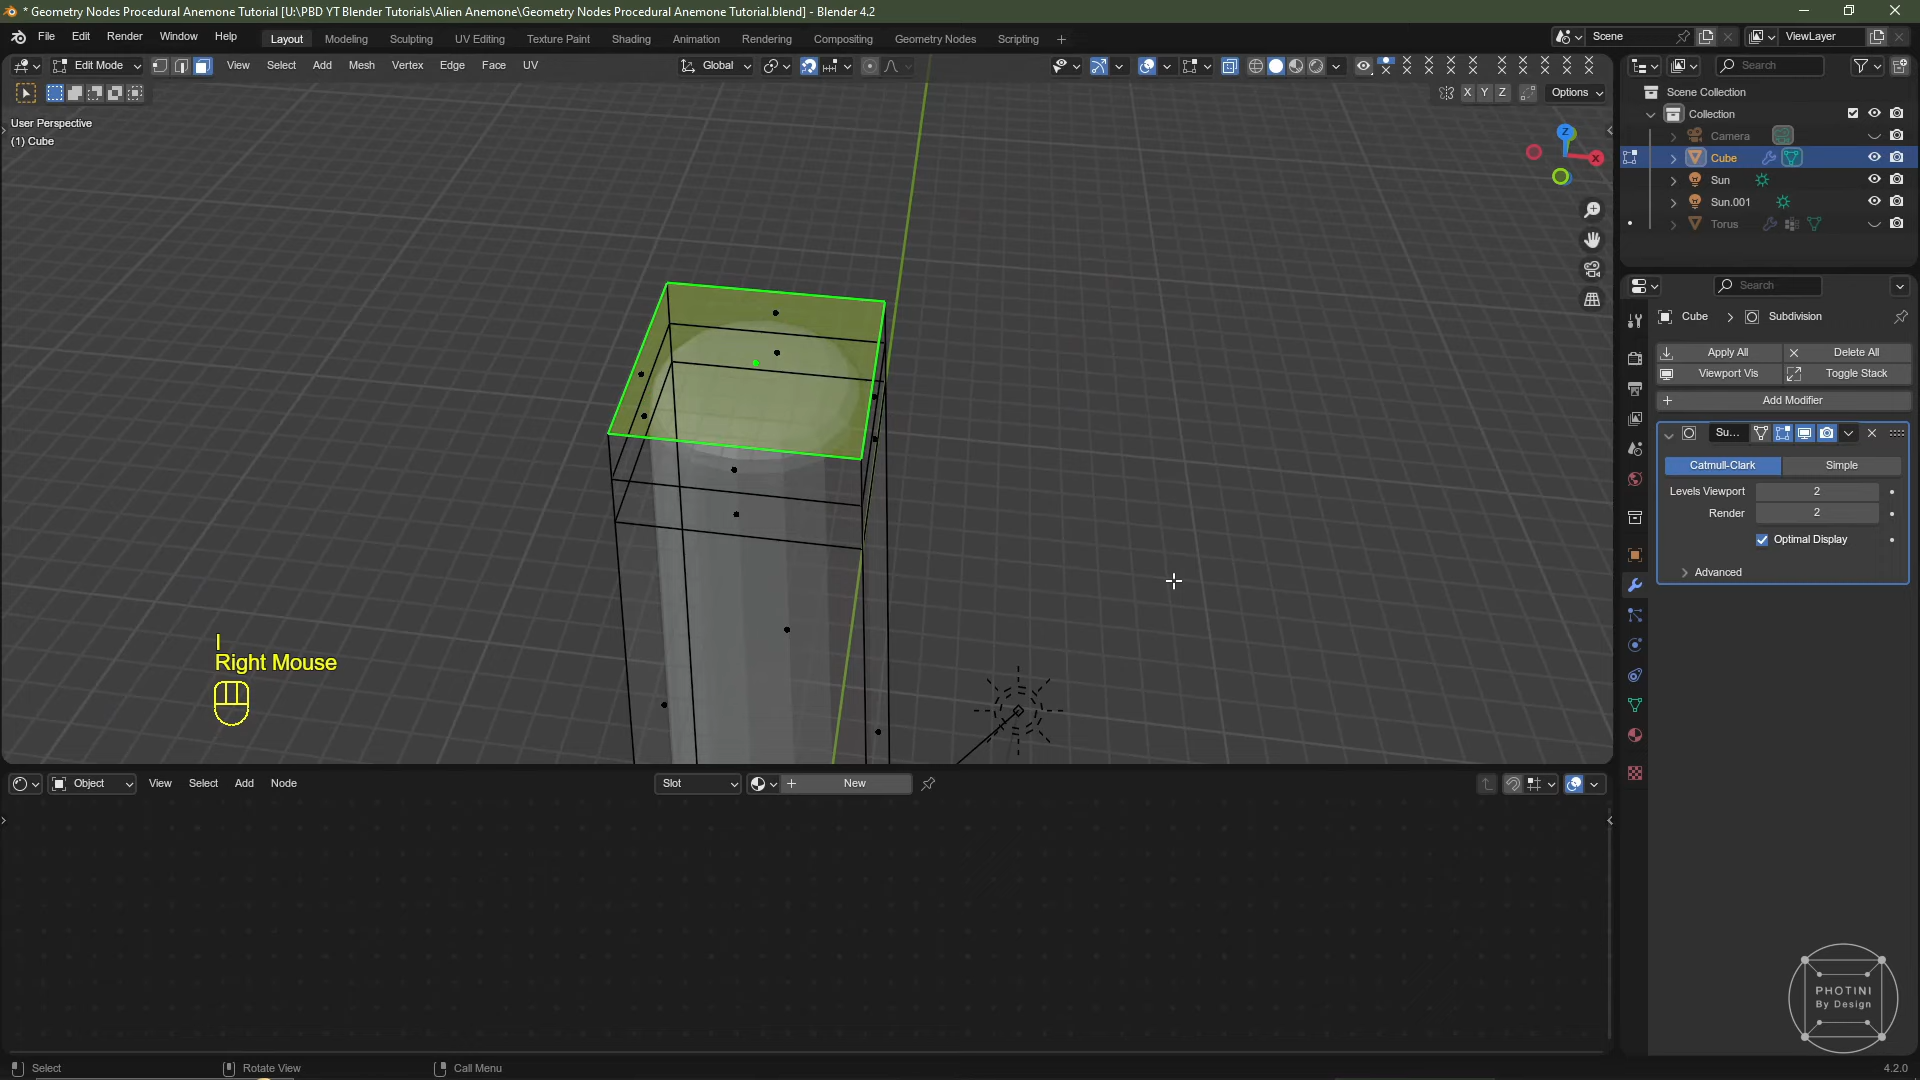 * Geometry Nodes Procedural Anemone Tutorial [U:\PBD YT Blender Tutorials\Alien Anemone\Geometry Nodes Procedural Anemone Tutorial.blend] - Blender 4.2
File Edit Render Window Help Layout Modeling Sculpting UV Editing Texture Paint Shading Animation Rendering Compositing Geometry Nodes Scripting + Scene ViewLayer
Edit Mode View Select Add Mesh Vertex Edge Face UV Global Search
X Y Z Options
User Perspective
(1) Cube
Z
X
Scene Collection
Collection
Camera
Cube
Sun
Sun.001
Torus
Search
Cube > Subdivision
Apply All Delete All
Viewport Vis Toggle Stack
Add Modifier
Su...
Catmull-Clark Simple
Levels Viewport 2
Render 2
Optimal Display
Advanced
I
Right Mouse
Object View Select Add Node Slot New
PHOTINI
By Design
Select Rotate View Call Menu 4.2.0